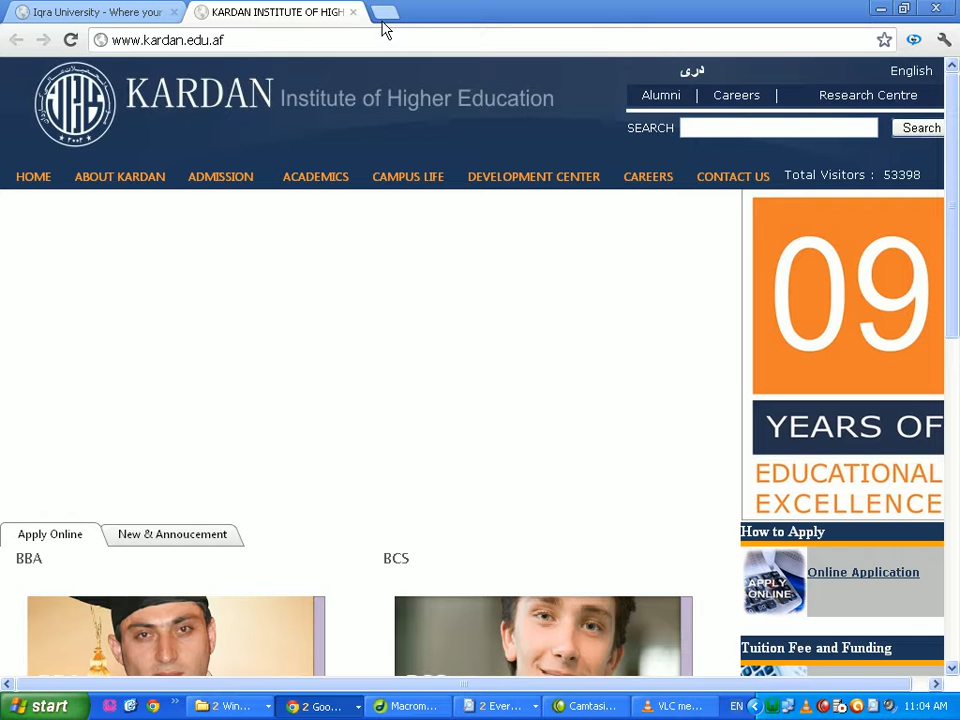 Iqra University - Where your
KARDAN INSTITUTE OF HIGH
www.kardan.edu.af
KARDAN Institute of Higher Education
دری
English
Alumni | Careers | Research Centre
SEARCH
Search
HOME ABOUT KARDAN ADMISSION ACADEMICS CAMPUS LIFE DEVELOPMENT CENTER CAREERS CONTACT US
Total Visitors : 53398
09
YEARS OF
EDUCATIONAL
EXCELLENCE
Apply Online
New & Annoucement
BBA
BCS
How to Apply
APPLY
ONLINE
Online Application
Tuition Fee and Funding
start
2 Win...
2 Goo...
Macrom...
2 Ever...
Camtasi...
VLC me...
EN
11:04 AM